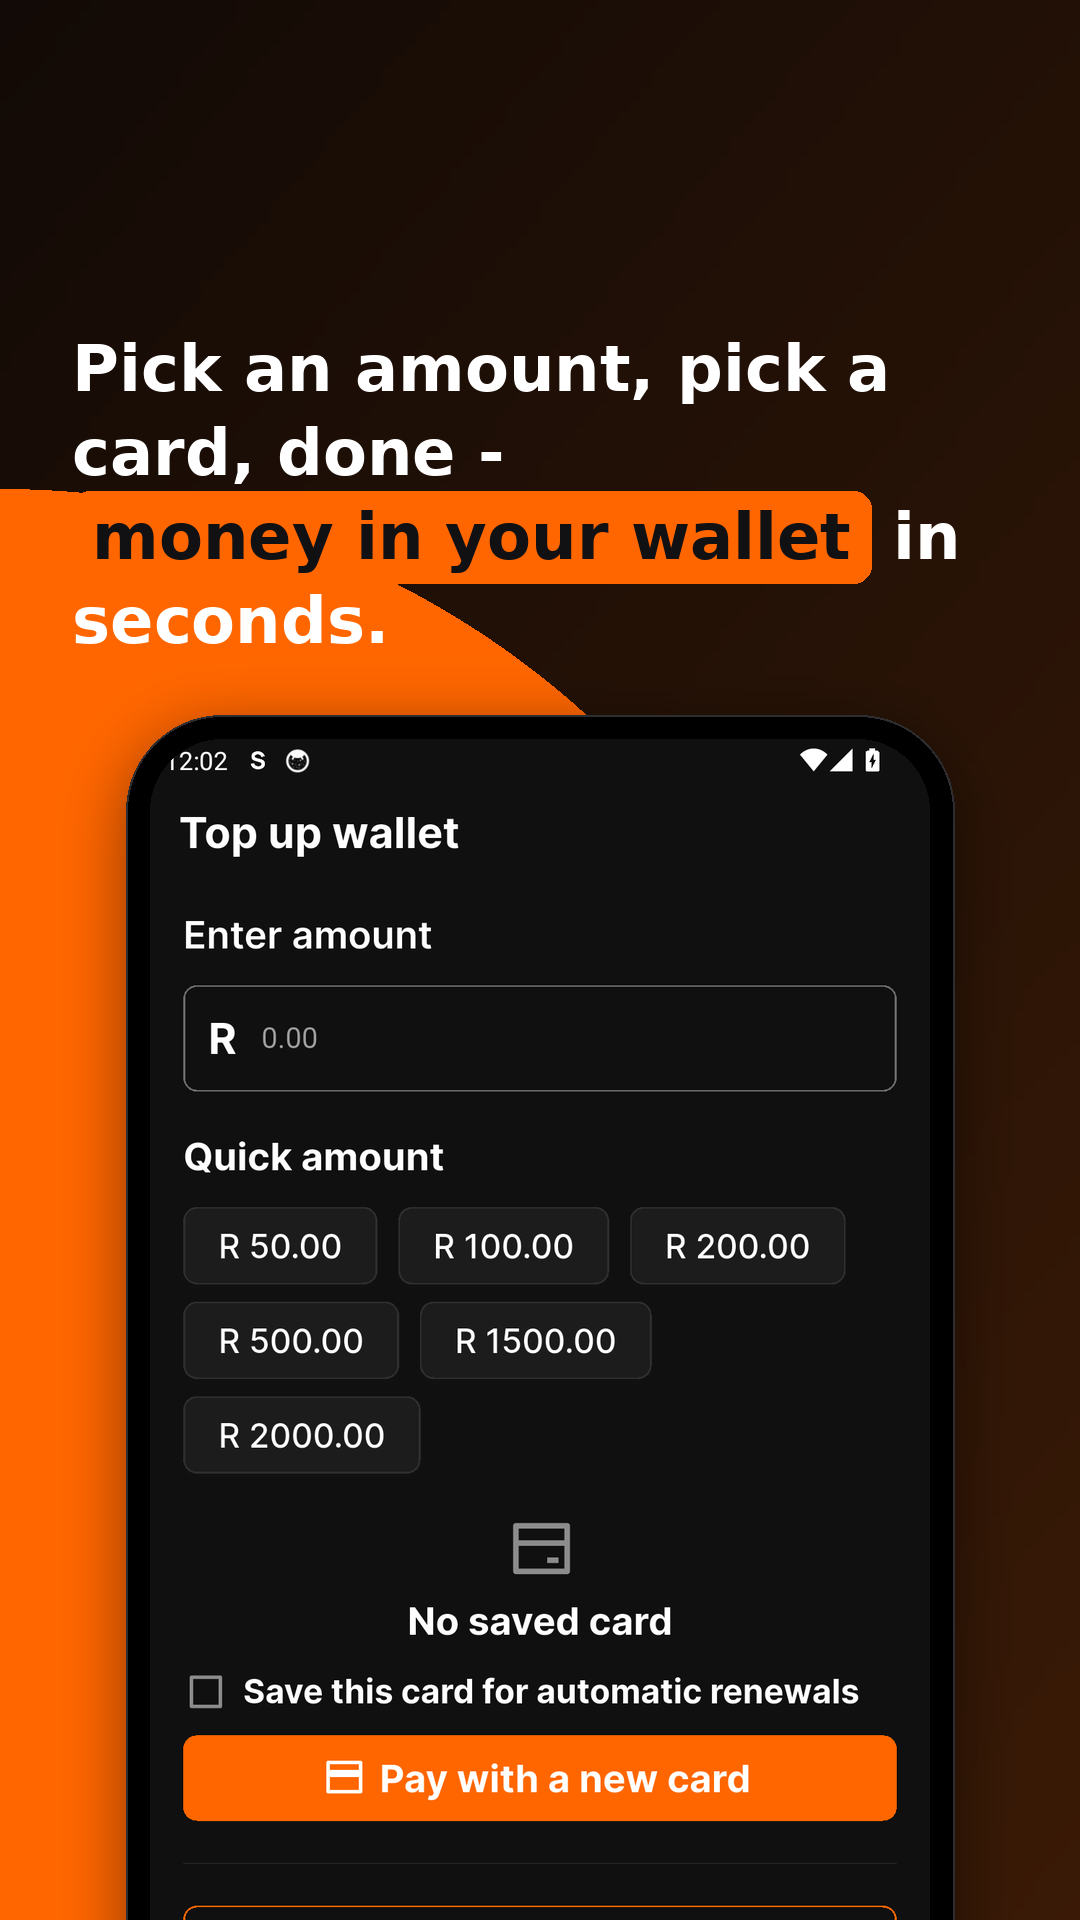 Pick an amount, pick a
card, done -
money in your wallet in
seconds.
12:02 S
Top up wallet
Enter amount
R 0.00
Quick amount
R 50.00 R 100.00 R 200.00
R 500.00 R 1500.00
R 2000.00
No saved card
Save this card for automatic renewals
Pay with a new card